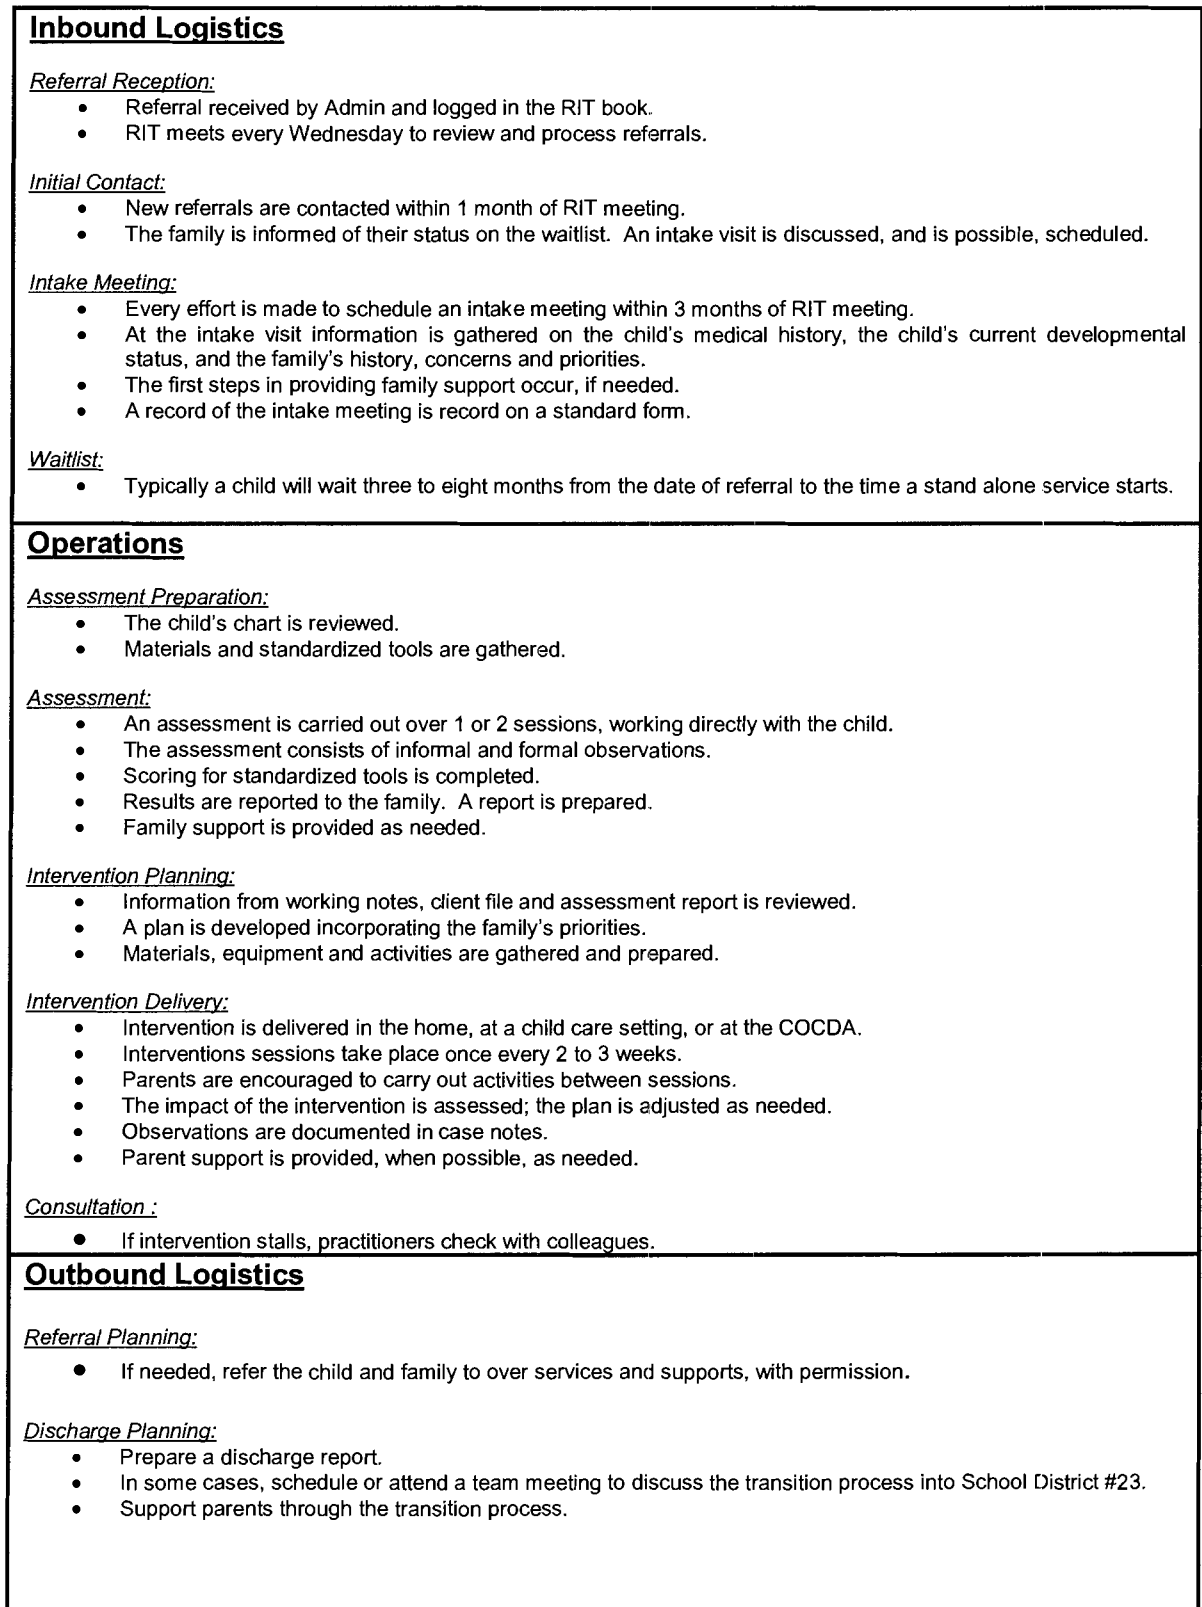 Inbound Logistics
Referral Reception:
• Referral received by Admin and logged in the RIT book.
• RIT meets every Wednesday to review and process referrals.
Initial Contact:
• New referrals are contacted within 1 month of RIT meeting.
• The family is informed of their status on the waitlist. An intake visit is discussed, and is possible, scheduled.
Intake Meeting:
• Every effort is made to schedule an intake meeting within 3 months of RIT meeting.
• At the intake visit information is gathered on the child's medical history, the child's current developmental
status, and the family's history, concerns and priorities.
• The first steps in providing family support occur, if needed.
• A record of the intake meeting is record on a standard form.
Waitlist:
• Typically a child will wait three to eight months from the date of referral to the time a stand alone service starts.
Operations
Assessment Preparation:
• The child's chart is reviewed.
• Materials and standardized tools are gathered.
Assessment:
• An assessment is carried out over 1 or 2 sessions, working directly with the child.
• The assessment consists of informal and formal observations.
• Scoring for standardized tools is completed.
• Results are reported to the family. A report is prepared.
• Family support is provided as needed.
Intervention Planning:
• Information from working notes, client file and assessment report is reviewed.
• A plan is developed incorporating the family's priorities.
• Materials, equipment and activities are gathered and prepared.
Intervention Delivery:
• Intervention is delivered in the home, at a child care setting, or at the COCDA.
• Interventions sessions take place once every 2 to 3 weeks.
• Parents are encouraged to carry out activities between sessions.
• The impact of the intervention is assessed; the plan is adjusted as needed.
• Observations are documented in case notes.
• Parent support is provided, when possible, as needed.
Consultation :
• If intervention stalls, practitioners check with colleagues.
Outbound Logistics
Referral Planning:
• If needed, refer the child and family to over services and supports, with permission.
Discharge Planning:
• Prepare a discharge report.
• In some cases, schedule or attend a team meeting to discuss the transition process into School District #23.
• Support parents through the transition process.